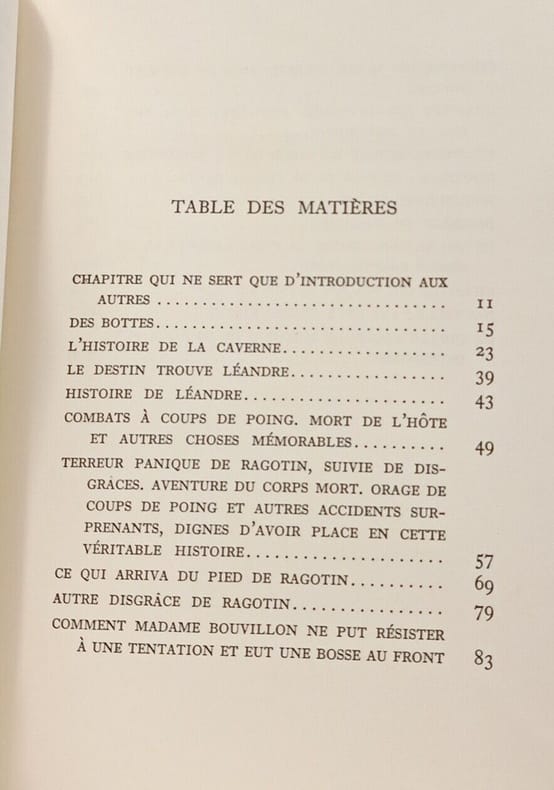 TABLE DES MATIÈRES
CHAPITRE QUI NE SERT QUE D'INTRODUCTION AUX
AUTRES ................................ 11
DES BOTTES................................ 15
L'HISTOIRE DE LA CAVERNE.................. 23
LE DESTIN TROUVE LÉANDRE................. 39
HISTOIRE DE LÉANDRE...................... 43
COMBATS À COUPS DE POING. MORT DE L'HÔTE
ET AUTRES CHOSES MÉMORABLES.......... 49
TERREUR PANIQUE DE RAGOTIN, SUIVIE DE DIS-
GRÂCES. AVENTURE DU CORPS MORT. ORAGE DE
COUPS DE POING ET AUTRES ACCIDENTS SUR-
PRENANTS, DIGNES D'AVOIR PLACE EN CETTE
VÉRITABLE HISTOIRE...................... 57
CE QUI ARRIVA DU PIED DE RAGOTIN.......... 69
AUTRE DISGRÂCE DE RAGOTIN................. 79
COMMENT MADAME BOUVILLON NE PUT RÉSISTER
À UNE TENTATION ET EUT UNE BOSSE AU FRONT 83